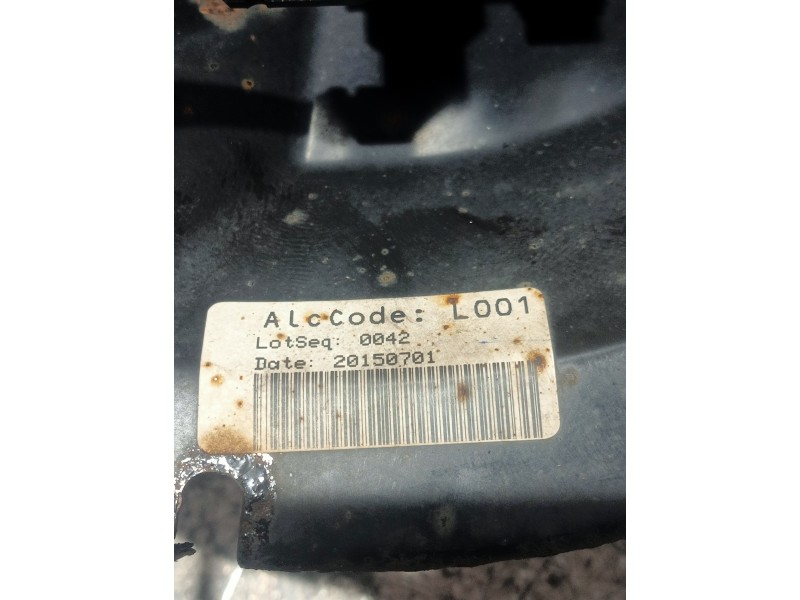 AlcCode: L001
LotSeq: 0042
Date: 20150701